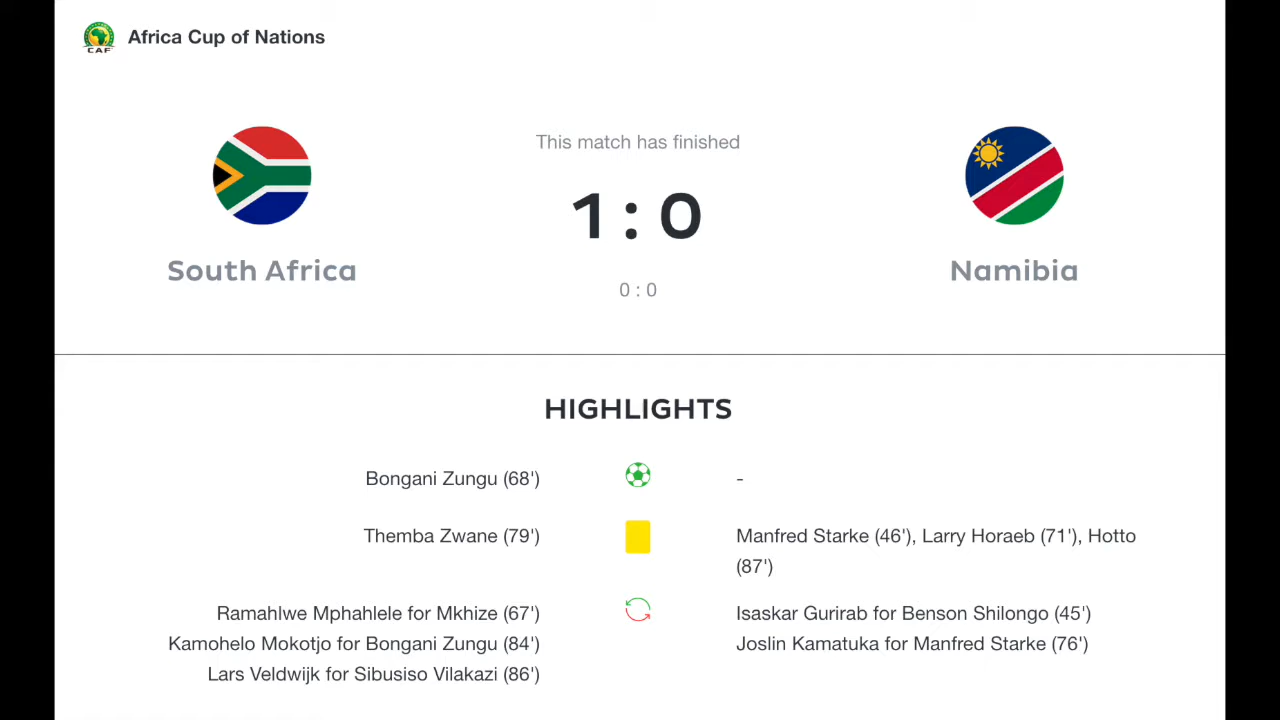 CAF
Africa Cup of Nations
This match has finished
1 : 0
South Africa
Namibia
0 : 0
HIGHLIGHTS
Bongani Zungu (68') -
Themba Zwane (79') Manfred Starke (46'), Larry Horaeb (71'), Hotto
(87')
Ramahlwe Mphahlele for Mkhize (67') Isaskar Gurirab for Benson Shilongo (45')
Kamohelo Mokotjo for Bongani Zungu (84') Joslin Kamatuka for Manfred Starke (76')
Lars Veldwijk for Sibusiso Vilakazi (86')